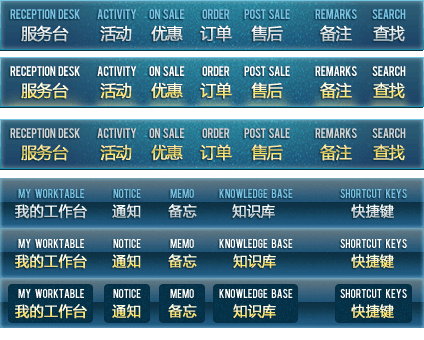 RECEPTION DESK ACTIVITY ON SALE ORDER POST SALE REMARKS SEARCH
服务台 活动 优惠 订单 售后 备注 查找
RECEPTION DESK ACTIVITY ON SALE ORDER POST SALE REMARKS SEARCH
服务台 活动 优惠 订单 售后 备注 查找
RECEPTION DESK ACTIVITY ON SALE ORDER POST SALE REMARKS SEARCH
服务台 活动 优惠 订单 售后 备注 查找
MY WORKTABLE NOTICE MEMO KNOWLEDGE BASE SHORTCUT KEYS
我的工作台 通知 备忘 知识库 快捷键
MY WORKTABLE NOTICE MEMO KNOWLEDGE BASE SHORTCUT KEYS
我的工作台 通知 备忘 知识库 快捷键
MY WORKTABLE NOTICE MEMO KNOWLEDGE BASE SHORTCUT KEYS
我的工作台 通知 备忘 知识库 快捷键